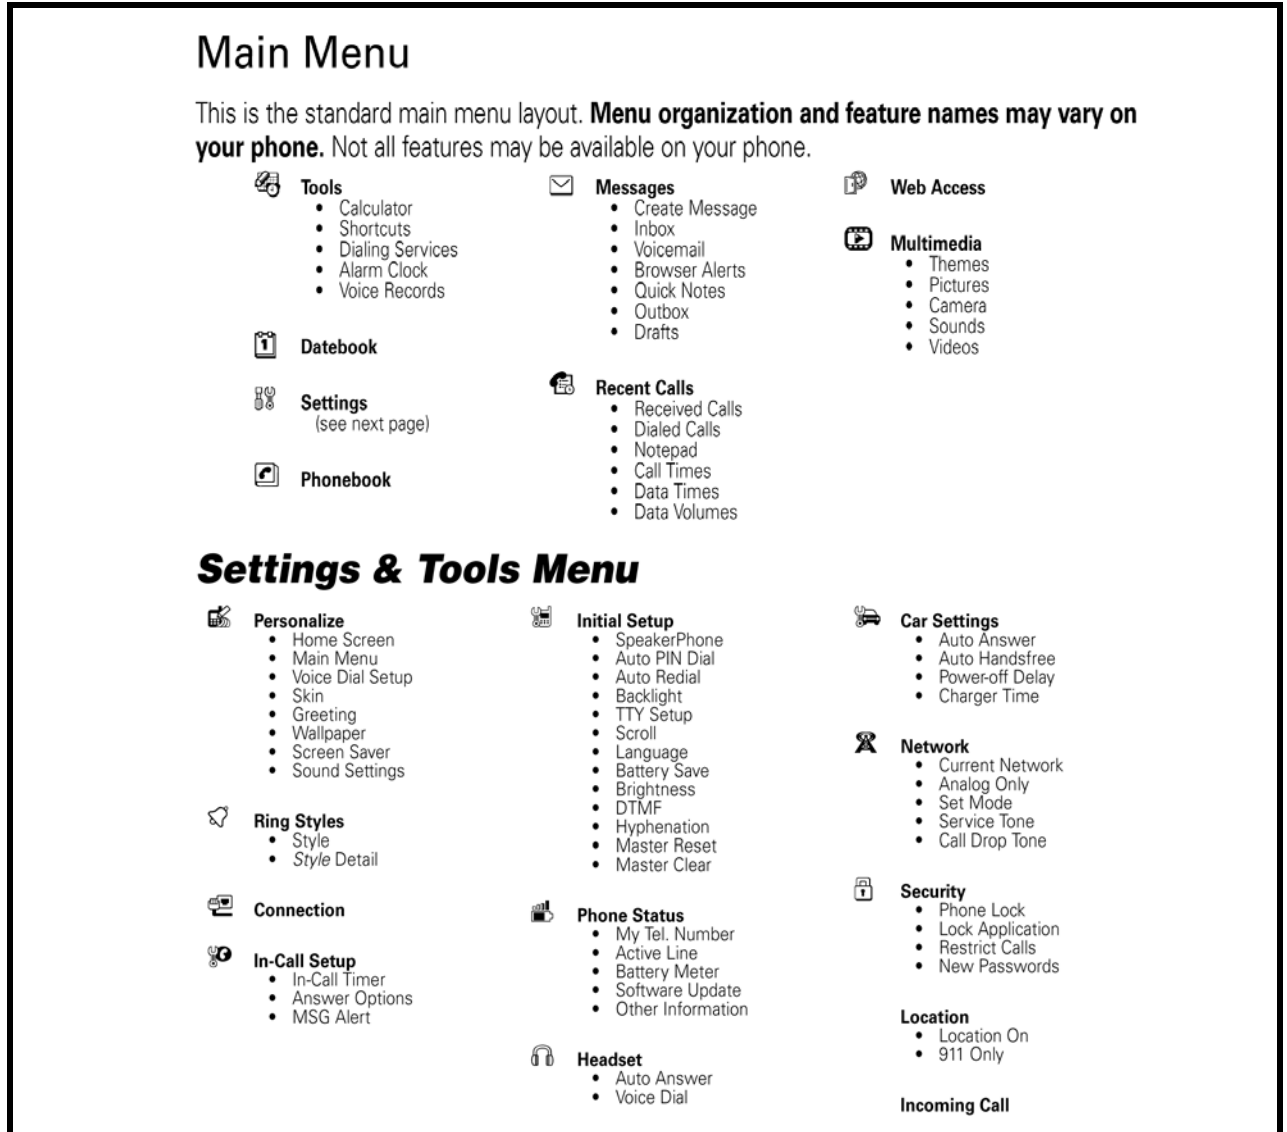 Main Menu
This is the standard main menu layout. Menu organization and feature names may vary on
your phone. Not all features may be available on your phone.
Tools
• Calculator
• Shortcuts
• Dialing Services
• Alarm Clock
• Voice Records
Datebook
Settings
(see next page)
Phonebook
Messages
• Create Message
• Inbox
• Voicemail
• Browser Alerts
• Quick Notes
• Outbox
• Drafts
Recent Calls
• Received Calls
• Dialed Calls
• Notepad
• Call Times
• Data Times
• Data Volumes
Web Access
Multimedia
• Themes
• Pictures
• Camera
• Sounds
• Videos
Settings & Tools Menu
Personalize
• Home Screen
• Main Menu
• Voice Dial Setup
• Skin
• Greeting
• Wallpaper
• Screen Saver
• Sound Settings
Ring Styles
• Style
• Style Detail
Connection
In-Call Setup
• In-Call Timer
• Answer Options
• MSG Alert
Initial Setup
• SpeakerPhone
• Auto PIN Dial
• Auto Redial
• Backlight
• TTY Setup
• Scroll
• Language
• Battery Save
• Brightness
• DTMF
• Hyphenation
• Master Reset
• Master Clear
Phone Status
• My Tel. Number
• Active Line
• Battery Meter
• Software Update
• Other Information
Headset
• Auto Answer
• Voice Dial
Car Settings
• Auto Answer
• Auto Handsfree
• Power-off Delay
• Charger Time
Network
• Current Network
• Analog Only
• Set Mode
• Service Tone
• Call Drop Tone
Security
• Phone Lock
• Lock Application
• Restrict Calls
• New Passwords
Location
• Location On
• 911 Only
Incoming Call